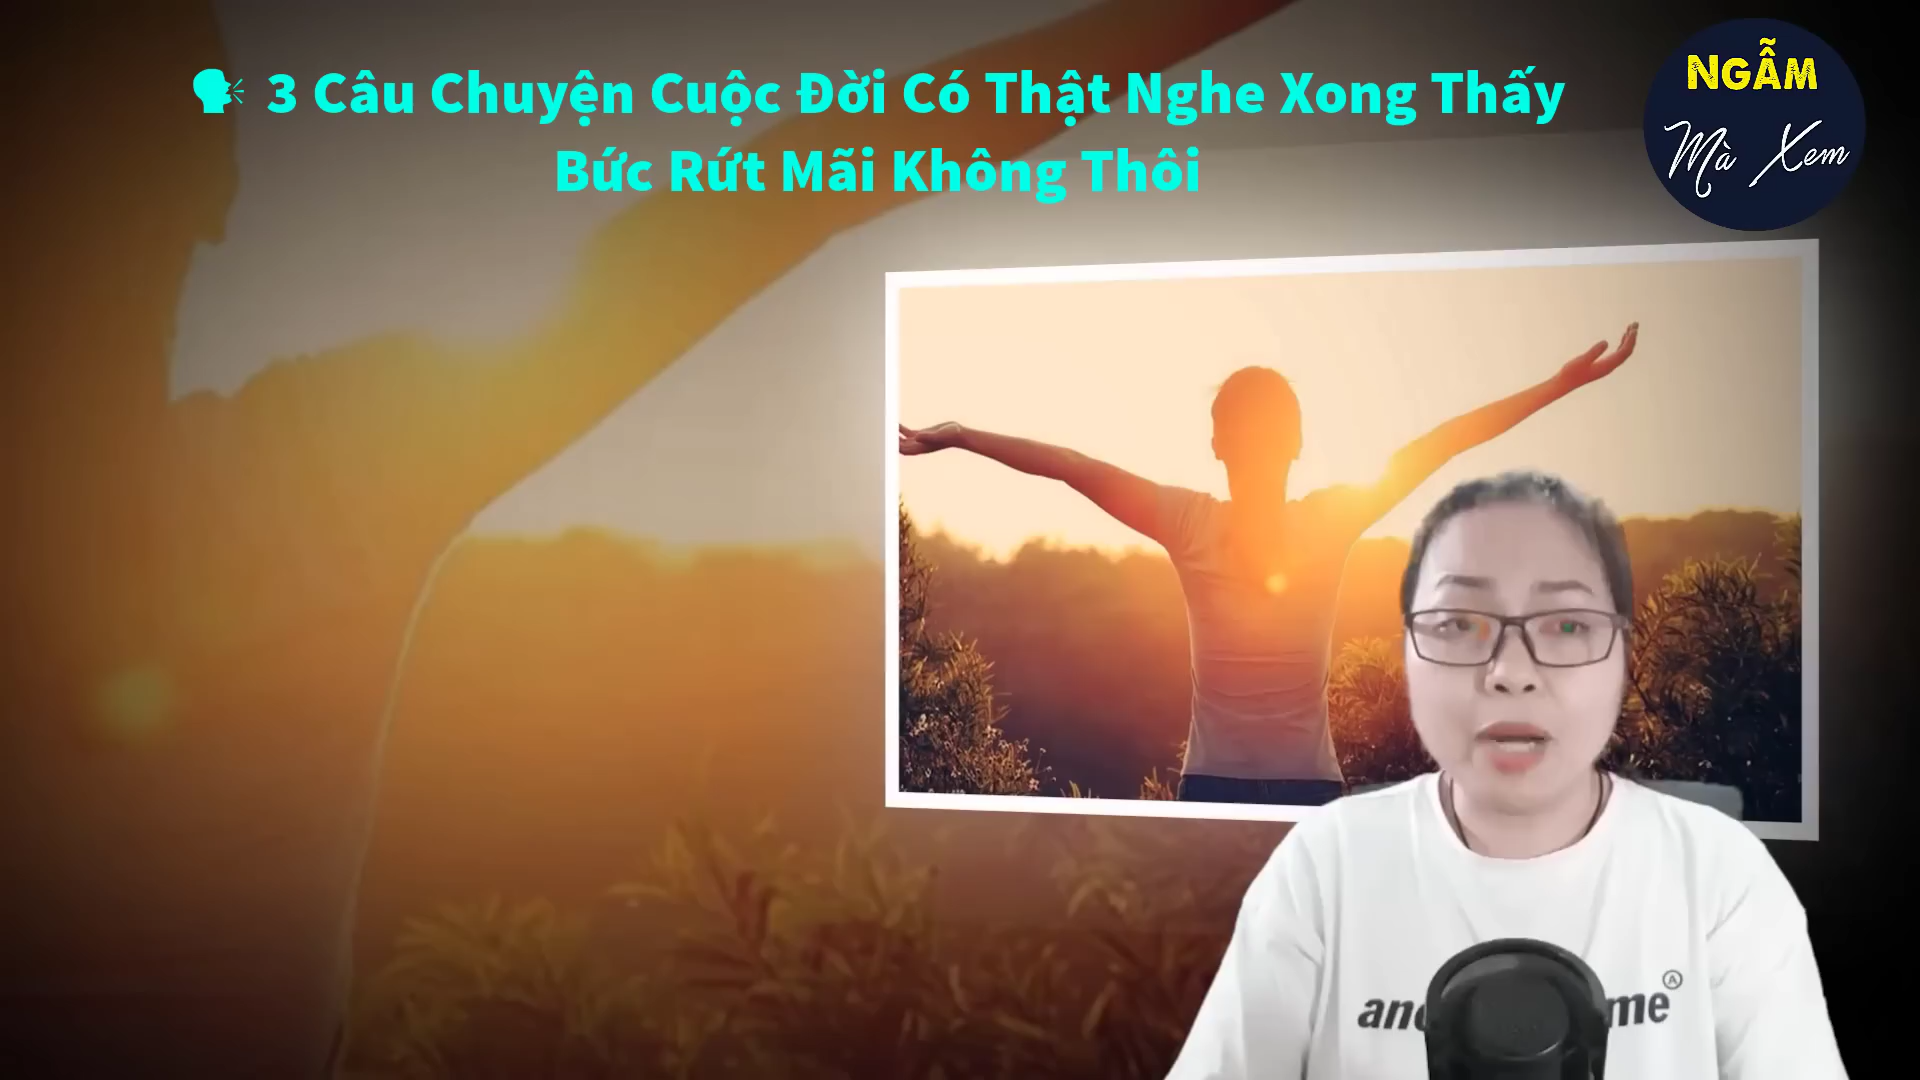 3 Câu Chuyện Cuộc Đời Có Thật Nghe Xong Thấy
Bức Rứt Mãi Không Thôi
NGẪM
Mà Xem